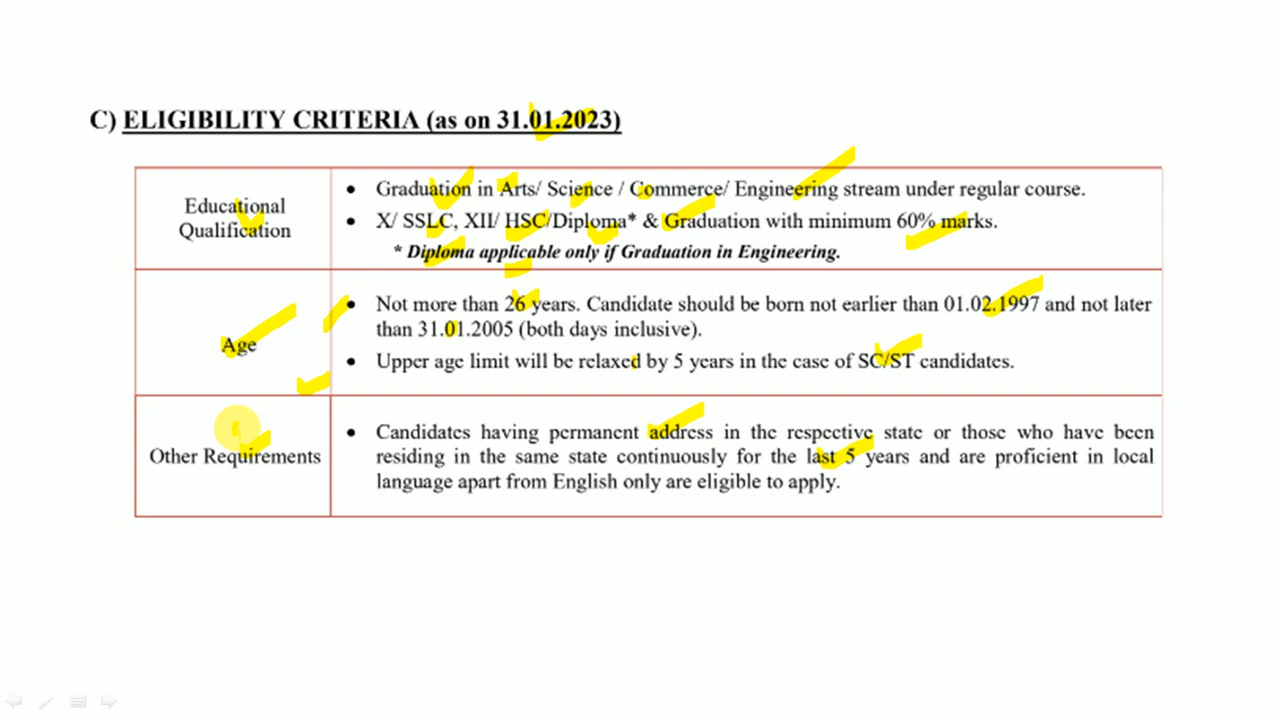 C) ELIGIBILITY CRITERIA (as on 31.01.2023)
Educational
Qualification
• Graduation in Arts/ Science / Commerce/ Engineering stream under regular course.
• X/ SSLC, XII/ HSC/Diploma* & Graduation with minimum 60% marks.
* Diploma applicable only if Graduation in Engineering.
Age
• Not more than 26 years. Candidate should be born not earlier than 01.02.1997 and not later
than 31.01.2005 (both days inclusive).
• Upper age limit will be relaxed by 5 years in the case of SC/ST candidates.
Other Requirements
• Candidates having permanent address in the respective state or those who have been
residing in the same state continuously for the last 5 years and are proficient in local
language apart from English only are eligible to apply.